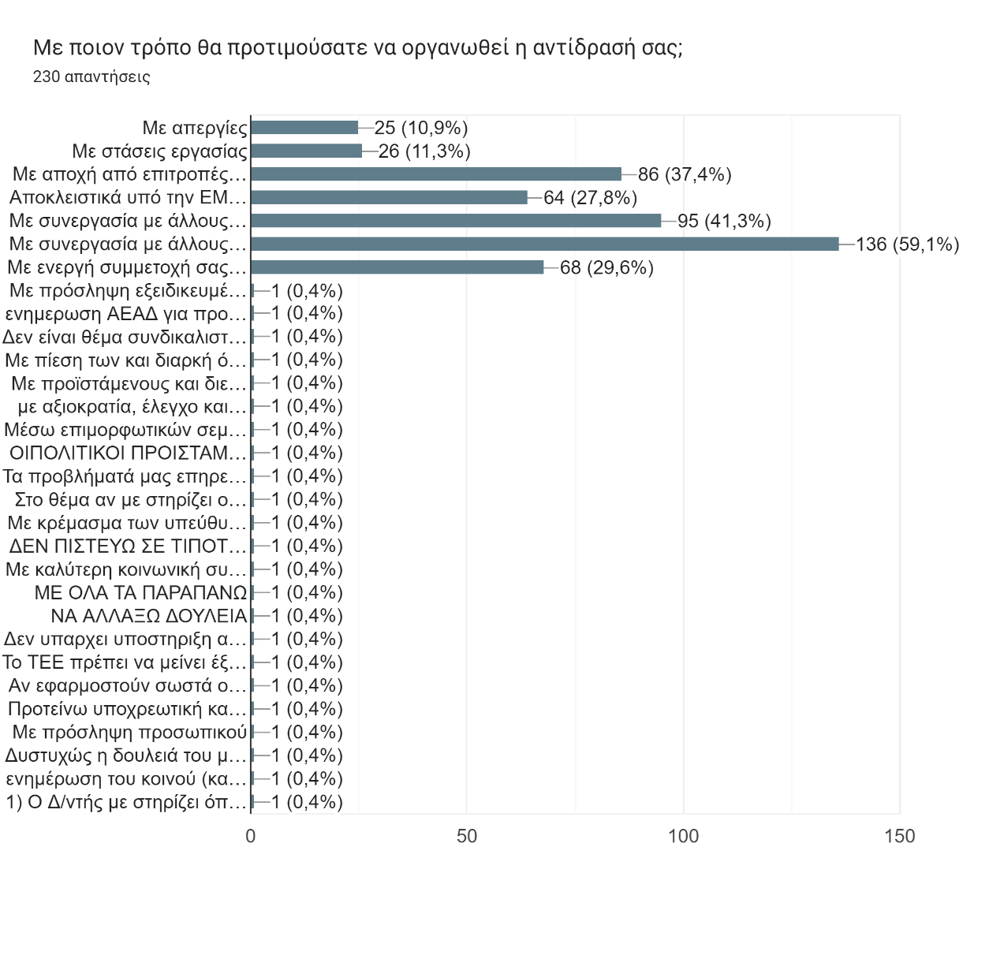 Με ποιον τρόπο θα προτιμούσατε να οργανωθεί η αντίδρασή σας;
230 απαντήσεις
Με απεργίες 25 (10,9%)
Με στάσεις εργασίας 26 (11,3%)
Με αποχή από επιτροπές… 86 (37,4%)
Αποκλειστικά υπό την ΕΜ… 64 (27,8%)
Με συνεργασία με άλλους… 95 (41,3%)
Με συνεργασία με άλλους… 136 (59,1%)
Με ενεργή συμμετοχή σας… 68 (29,6%)
Με πρόσληψη εξειδικευμέ… 1 (0,4%)
ενημερωση ΑΕΑΔ για προ… 1 (0,4%)
Δεν είναι θέμα συνδικαλιστ… 1 (0,4%)
Με πίεση των και διαρκή ό… 1 (0,4%)
Με προϊστάμενους και διε… 1 (0,4%)
με αξιοκρατία, έλεγχο και… 1 (0,4%)
Μέσω επιμορφωτικών σεμ… 1 (0,4%)
ΟΙΠΟΛΙΤΙΚΟΙ ΠΡΟΙΣΤΑΜ… 1 (0,4%)
Τα προβλήματά μας επηρε… 1 (0,4%)
Στο θέμα αν με στηρίζει ο… 1 (0,4%)
Με κρέμασμα των υπεύθυ… 1 (0,4%)
ΔΕΝ ΠΙΣΤΕΥΩ ΣΕ ΤΙΠΟΤ… 1 (0,4%)
Με καλύτερη κοινωνική συ… 1 (0,4%)
ΜΕ ΟΛΑ ΤΑ ΠΑΡΑΠΑΝΩ 1 (0,4%)
ΝΑ ΑΛΛΑΞΩ ΔΟΥΛΕΙΑ 1 (0,4%)
Δεν υπαρχει υποστηριξη α… 1 (0,4%)
Το ΤΕΕ πρέπει να μείνει έξ… 1 (0,4%)
Αν εφαρμοστούν σωστά ο… 1 (0,4%)
Προτείνω υποχρεωτική κα… 1 (0,4%)
Με πρόσληψη προσωπικού 1 (0,4%)
Δυστυχώς η δουλειά του μ… 1 (0,4%)
ενημέρωση του κοινού (κα… 1 (0,4%)
1) Ο Δ/ντής με στηρίζει όπ… 1 (0,4%)
0 50 100 150